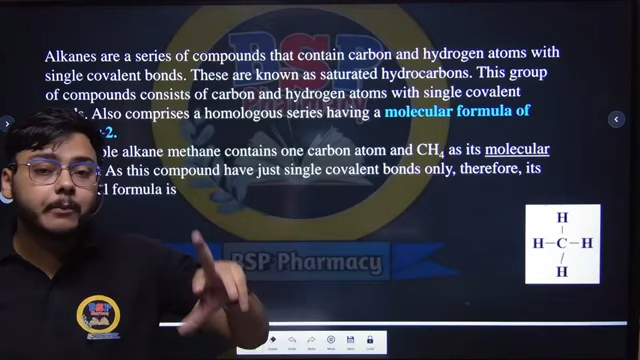 Alkanes are a series of compounds that contain carbon and hydrogen atoms with
single covalent bonds. These are known as saturated hydrocarbons. This group
of compounds consists of carbon and hydrogen atoms with single covalent
Also comprises a homologous series having a molecular formula of
-2.
alkane methane contains one carbon atom and CH₄ as its molecular
As this compound have just single covalent bonds only, therefore, its
formula is
H
H–C–H
H
BSP Pharmacy